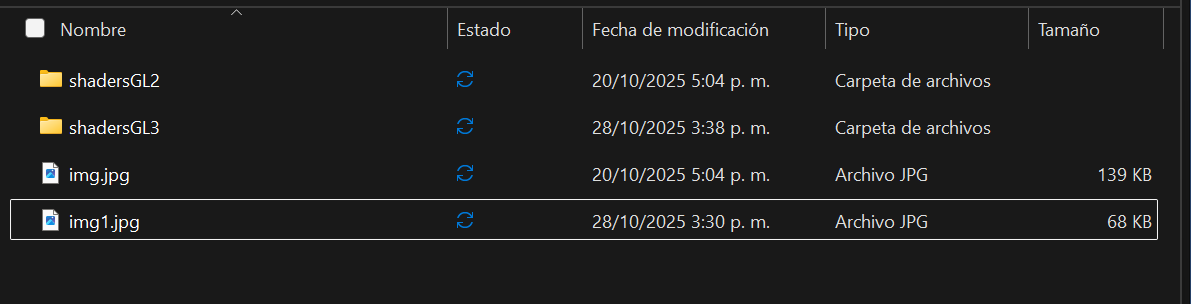 Nombre Estado Fecha de modificación Tipo Tamaño
shadersGL2 20/10/2025 5:04 p. m. Carpeta de archivos
shadersGL3 28/10/2025 3:38 p. m. Carpeta de archivos
img.jpg 20/10/2025 5:04 p. m. Archivo JPG 139 KB
img1.jpg 28/10/2025 3:30 p. m. Archivo JPG 68 KB